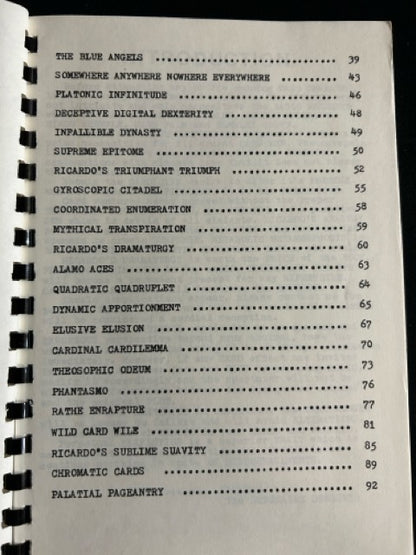 THE BLUE ANGELS .................................. 39
SOMEWHERE ANYWHERE NOWHERE EVERYWHERE .......... 43
PLATONIC INFINITUDE .............................. 46
DECEPTIVE DIGITAL DEXTERITY ...................... 48
INFALLIBLE DYNASTY ............................... 49
SUPREME EPITOME .................................. 50
RICARDO'S TRIUMPHANT TRIUMPH ..................... 52
GYROSCOPIC CITADEL ............................... 55
COORDINATED ENUMERATION .......................... 58
MYTHICAL TRANSPIRATION ........................... 59
RICARDO'S DRAMATURGY ............................. 60
ALAMO ACES ....................................... 63
QUADRATIC QUADRUPLET ............................. 64
DYNAMIC APPORTIONMENT ............................ 65
ELUSIVE ELUSION .................................. 67
CARDINAL CARDILEMMA .............................. 70
THEOSOPHIC ODEUM ................................. 73
PHANTASMO ........................................ 76
RATHE ENRAPTURE .................................. 77
WILD CARD WILE ................................... 81
RICARDO'S SUBLIME SUAVITY ........................ 85
CHROMATIC CARDS .................................. 89
PALATIAL PAGEANTRY ............................... 92